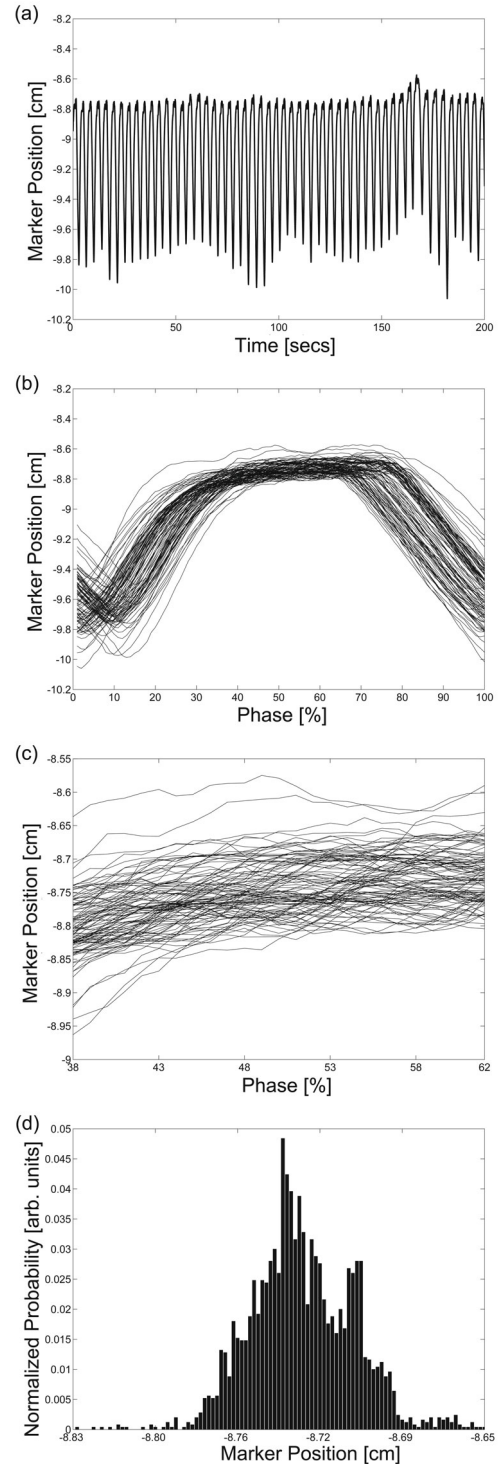 (a)
-8.2
-8.4
-8.6
-8.8
-9
-9.2
-9.4
-9.6
-9.8
-10
-10.2
Marker Position [cm]
0 50 100 150 200
Time [secs]
(b)
-8.2
-8.4
-8.6
-8.8
-9
-9.2
-9.4
-9.6
-9.8
-10
-10.2
Marker Position [cm]
0 10 20 30 40 50 60 70 80 90 100
Phase [%]
(c)
-8.55
-8.6
-8.65
-8.7
-8.75
-8.8
-8.85
-8.9
-8.95
-9
Marker Position [cm]
38 43 48 53 58 62
Phase [%]
(d)
0.05
0.045
0.04
0.035
0.03
0.025
0.02
0.015
0.01
0.005
0
Normalized Probability [arb. units]
-8.83 -8.80 -8.76 -8.72 -8.69 -8.65
Marker Position [cm]